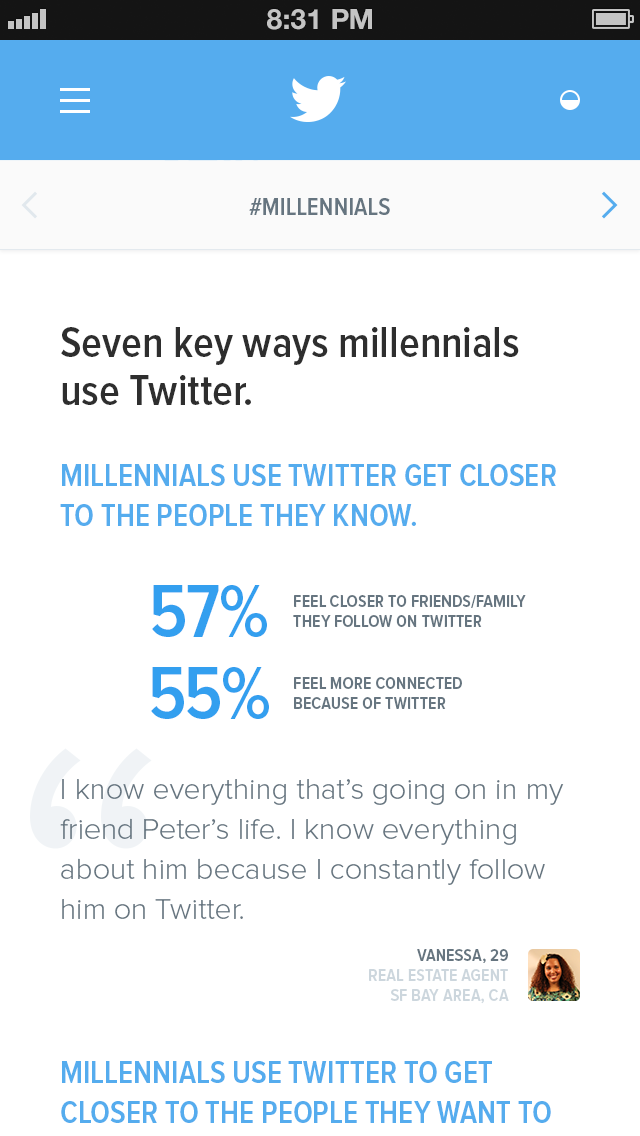 8:31 PM
#MILLENNIALS
Seven key ways millennials
use Twitter.
MILLENNIALS USE TWITTER GET CLOSER
TO THE PEOPLE THEY KNOW.
57%
FEEL CLOSER TO FRIENDS/FAMILY
THEY FOLLOW ON TWITTER
55%
FEEL MORE CONNECTED
BECAUSE OF TWITTER
“
I know everything that’s going on in my
friend Peter’s life. I know everything
about him because I constantly follow
him on Twitter.
VANESSA, 29
REAL ESTATE AGENT
SF BAY AREA, CA
MILLENNIALS USE TWITTER TO GET
CLOSER TO THE PEOPLE THEY WANT TO